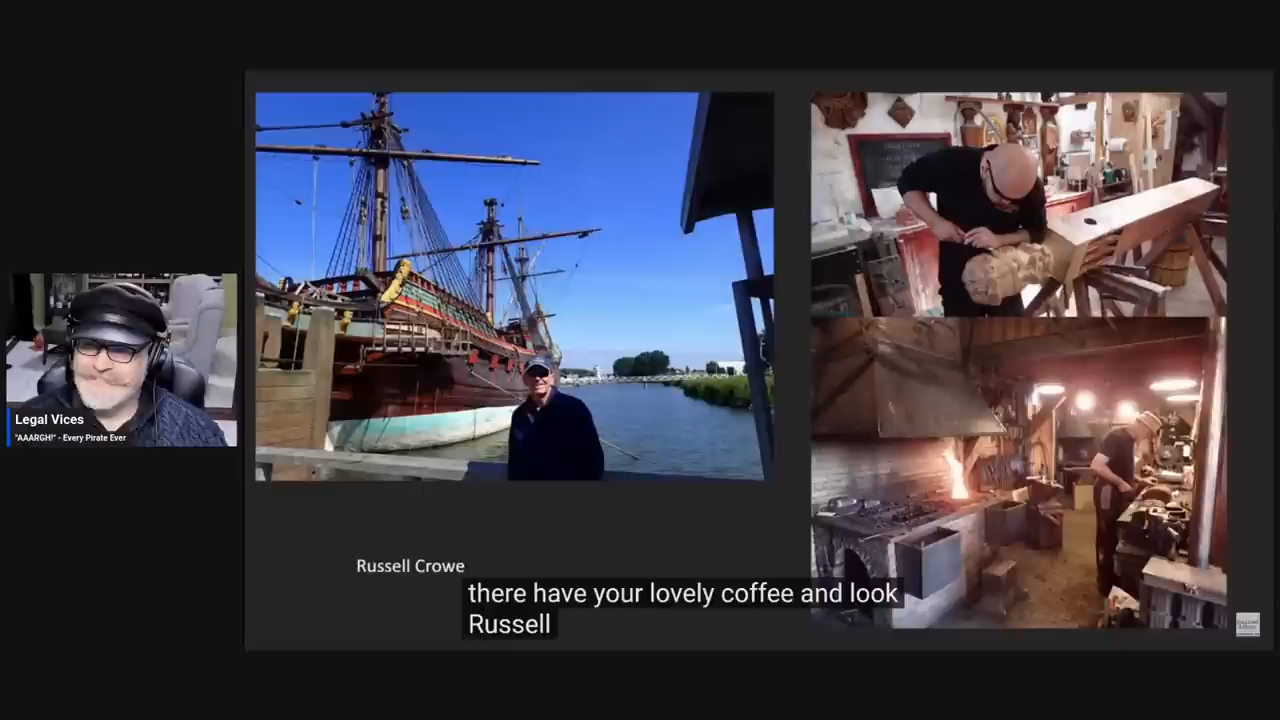 Legal Vices
"AAARGH!" - Every Pirate Ever
Russell Crowe
there have your lovely coffee and look
Russell